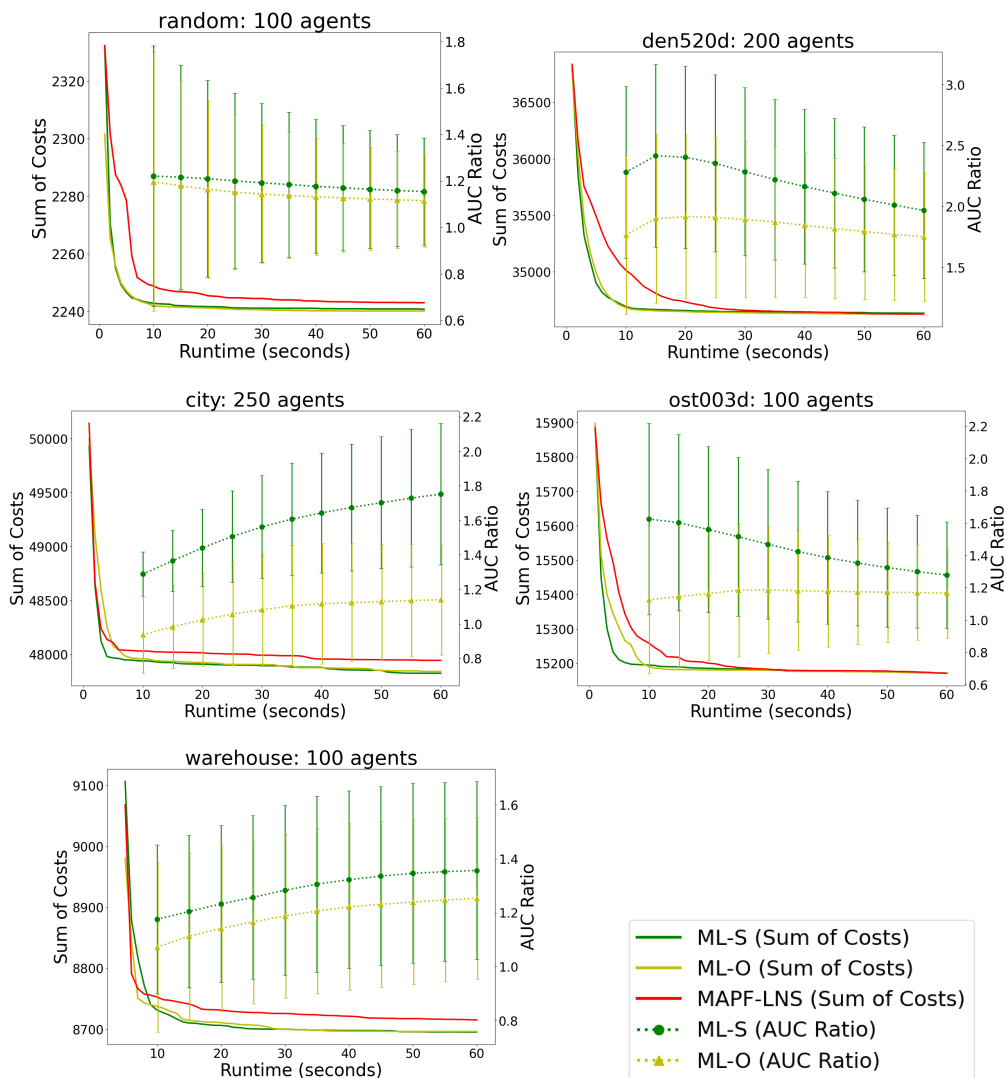 random: 100 agents
Sum of Costs
2320
2300
2280
2260
2240
1.8
1.6
1.4
1.2
1.0
0.8
0.6
AUC Ratio
0 10 20 30 40 50 60
Runtime (seconds)
den520d: 200 agents
Sum of Costs
36500
36000
35500
35000
3.0
2.5
2.0
1.5
AUC Ratio
0 10 20 30 40 50 60
Runtime (seconds)
city: 250 agents
Sum of Costs
50000
49500
49000
48500
48000
2.2
2.0
1.8
1.6
1.4
1.2
1.0
0.8
AUC Ratio
0 10 20 30 40 50 60
Runtime (seconds)
ost003d: 100 agents
Sum of Costs
15900
15800
15700
15600
15500
15400
15300
15200
2.2
2.0
1.8
1.6
1.4
1.2
1.0
0.8
0.6
AUC Ratio
0 10 20 30 40 50 60
Runtime (seconds)
warehouse: 100 agents
Sum of Costs
9100
9000
8900
8800
8700
1.6
1.4
1.2
1.0
0.8
AUC Ratio
10 20 30 40 50 60
Runtime (seconds)
ML-S (Sum of Costs)
ML-O (Sum of Costs)
MAPF-LNS (Sum of Costs)
ML-S (AUC Ratio)
ML-O (AUC Ratio)